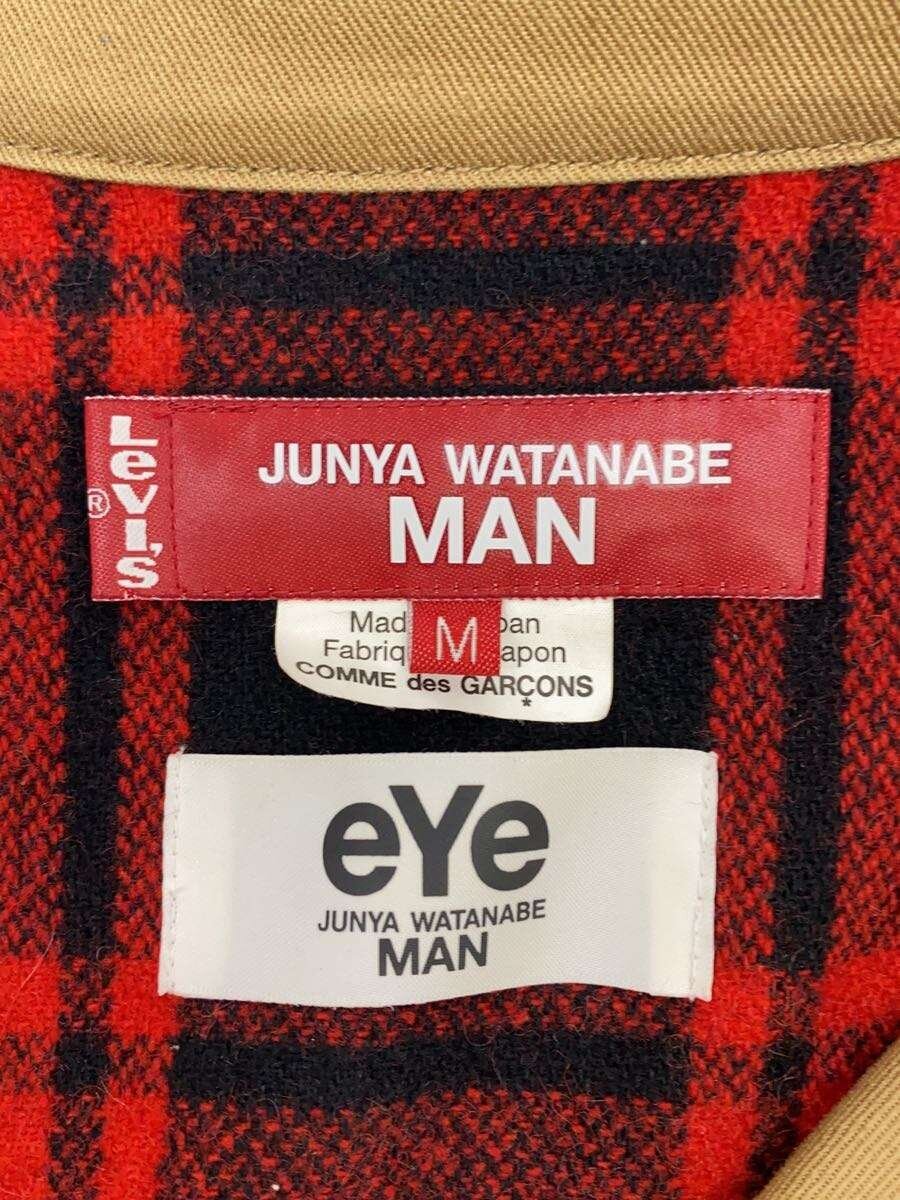 Levi's
®
JUNYA WATANABE
MAN
M
Mad pan
Fabriq apon
COMME des GARÇONS
*
eYe
JUNYA WATANABE
MAN